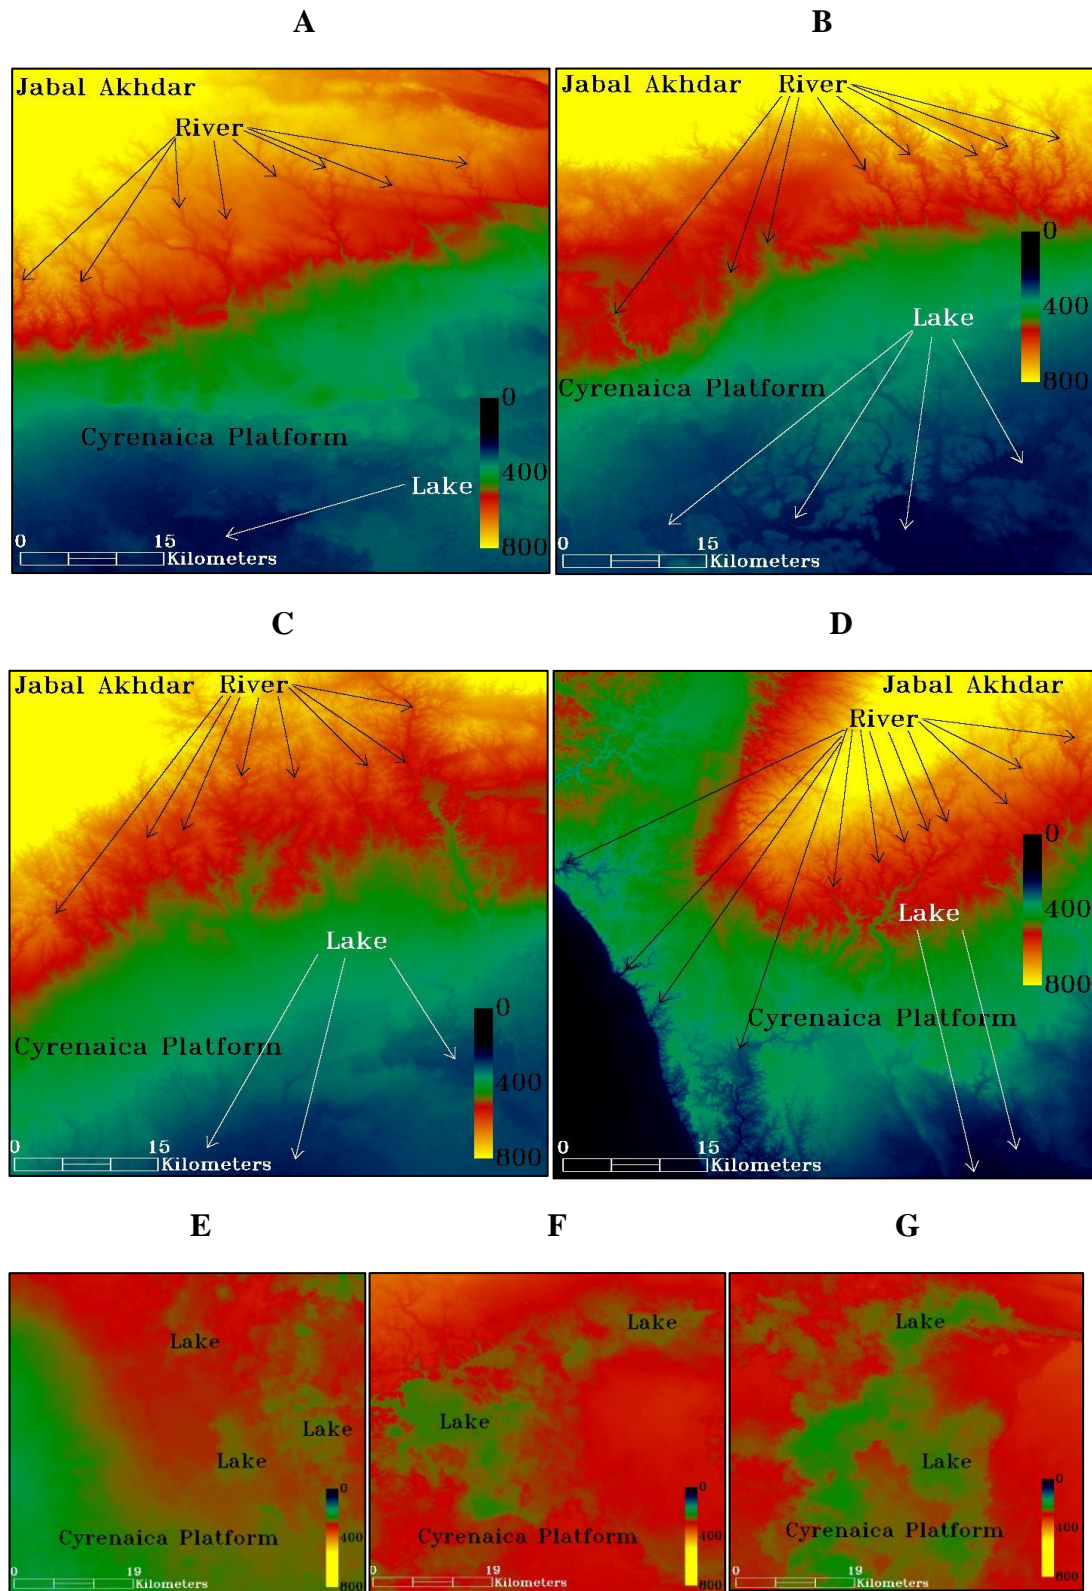 A
B
Jabal Akhdar
River
0
400
800
Cyrenaica Platform
Lake
0 15
Kilometers
Jabal Akhdar River
0
400
800
Lake
Cyrenaica Platform
0 15
Kilometers
C
D
Jabal Akhdar River
Lake
0
400
800
Cyrenaica Platform
0 15
Kilometers
Jabal Akhdar
River
0
400
800
Lake
Cyrenaica Platform
0 15
Kilometers
E
F
G
Lake
Lake
Lake
0
400
800
Cyrenaica Platform
0 19
Kilometers
Lake
Lake
0
400
800
Cyrenaica Platform
0 19
Kilometers
Lake
Lake
0
400
800
Cyrenaica Platform
0 19
Kilometers